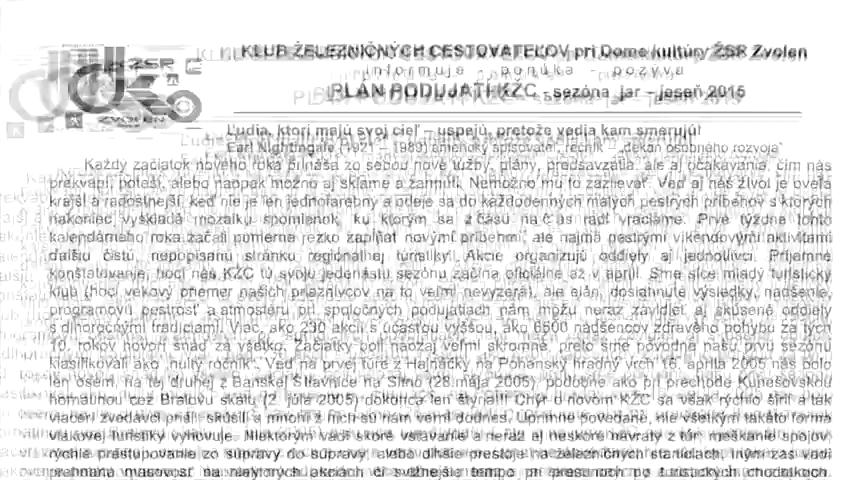 KLUB ŽELEZNIČNÝCH CESTOVATEĽOV pri Dome kultúry ŽSR Zvolen
informuje ponúka pozýva
PLÁN PODUJATÍ KŽC - sezóna jar – jeseň 2015
ŽSR
ZVOLEN
Ľudia, ktorí majú svoj cieľ – uspejú, pretože vedia kam smerujú!
Earl Nightingale (1921 – 1989) americký spisovateľ, rečník – „dekan osobného rozvoja"
Každý začiatok nového roka prináša so sebou nové túžby, plány, predsavzatia, ale aj očakávania, čím nás
prekvapí, poteší, alebo naopak možno aj sklame a zarmúti. Nemožno mu to zazlievať. Veď aj náš život je oveľa
krajší a radostnejší, keď nie je len jednofarebný a odeje sa do každodenných malých pestrých príbehov s ktorých
nakoniec vyskladá mozaiku spomienok, ku ktorým sa z času na čas radi vraciame. Prvé týždne tohto
kalendárneho roka začali pomerne rezko zapĺňať novými príbehmi, ale najmä pestrými víkendovými aktivitami
ďalšiu čistú, nepopísanú stránku regionálnej turistiky. Akcie organizujú oddiely aj jednotlivci. Príjemné
konštatovanie, hoci náš KŽC tú svoju jedenástu sezónu začína oficiálne až v apríli. Sme síce mladý turistický
klub (hoci vekový priemer našich priaznivcov na to veľmi nevyzerá), ale elán, dosiahnuté výsledky, nadšenie,
programovú pestrosť a atmosféru pri spoločných podujatiach nám môžu neraz závidieť aj skúsené oddiely
s dlhoročnými tradíciami. Viac, ako 230 akcií s účasťou vyššou, ako 6500 nadšencov zdravého pohybu za tých
10. rokov hovorí snáď za všetko. Začiatky boli naozaj veľmi skromné, preto sme pôvodne našu prvú sezónu
klasifikovali ako „nultý ročník". Veď na prvej túre z Hajnáčky na Pohanský hradný vrch 16. apríla 2005 nás bolo
len osem, na tej druhej z Banskej Štiavnice na Sitno (28.mája 2005) podobne ako pri prechode Kunešovskou
hornatinou cez Bralovú skalu (2. júla 2005) dokonca len štyria!!! Chýr o novom KŽC sa však rýchlo šíril a tak
viacerí zvedavci prišli, skúsili a mnohí z nich sú nám verní dodnes. Úprimne povedané, nie všetkým takáto forma
vlakovej turistiky vyhovuje. Niektorým vadí skoré vstávanie a neraz aj neskoré návraty z túr, meškanie spojov,
rýchle prestupovanie zo súpravy do súpravy, alebo dlhšie prestoje na železničných staniciach. Iným zas vadí
prehnaná masovosť na niektorých akciách či svižnejšie tempo pri presunoch po turistických chodníkoch.